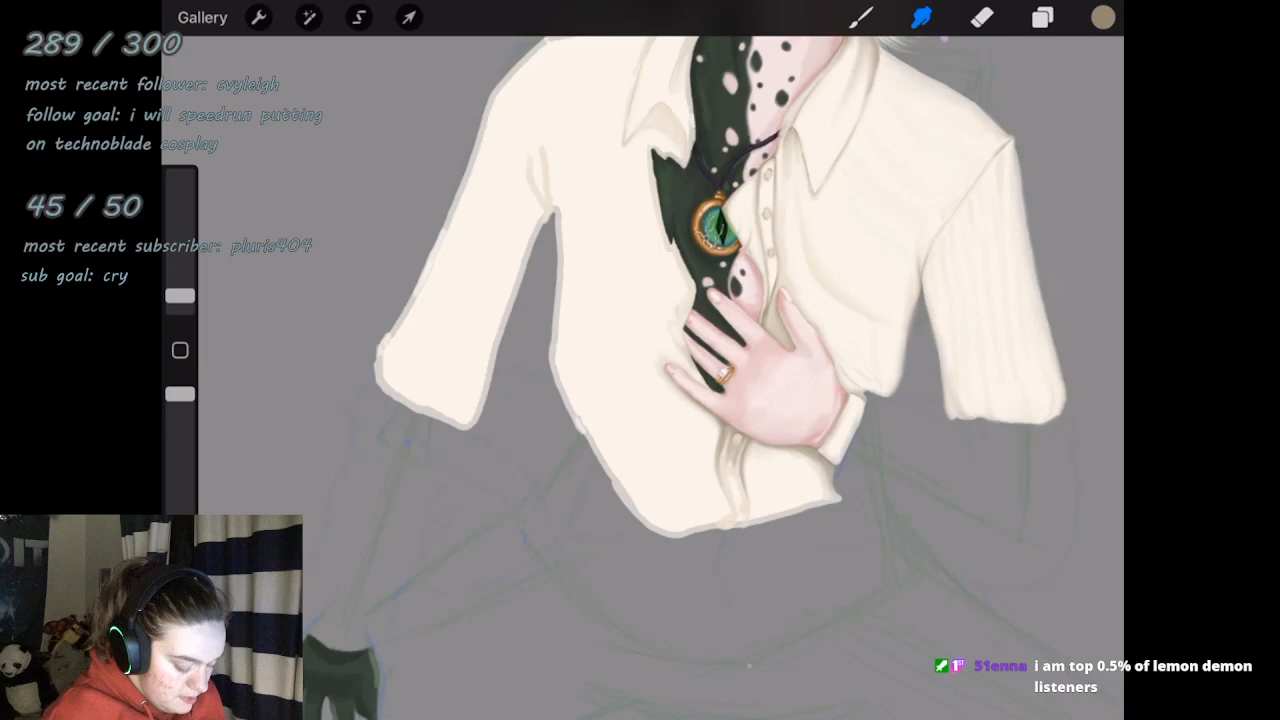 Gallery
289 / 300
most recent follower: cvyleigh
follow goal: i will speedrun putting
on technoblade cosplay
45 / 50
most recent subscriber: pluris404
sub goal: cry
1ST 51enna i am top 0.5% of lemon demon
listeners